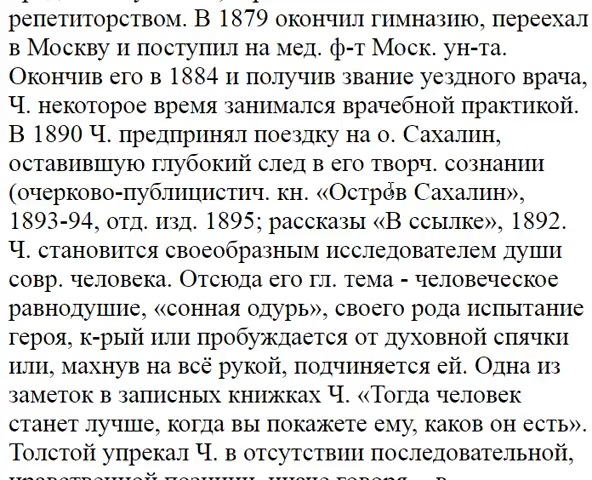 репетиторством. В 1879 окончил гимназию, переехал
в Москву и поступил на мед. ф-т Моск. ун-та.
Окончив его в 1884 и получив звание уездного врача,
Ч. некоторое время занимался врачебной практикой.
В 1890 Ч. предпринял поездку на о. Сахалин,
оставившую глубокий след в его творч. сознании
(очерково-публицистич. кн. «Остров Сахалин»,
1893-94, отд. изд. 1895; рассказы «В ссылке», 1892.
Ч. становится своеобразным исследователем души
совр. человека. Отсюда его гл. тема - человеческое
равнодушие, «сонная одурь», своего рода испытание
героя, к-рый или пробуждается от духовной спячки
или, махнув на всё рукой, подчиняется ей. Одна из
заметок в записных книжках Ч. «Тогда человек
станет лучше, когда вы покажете ему, каков он есть».
Толстой упрекал Ч. в отсутствии последовательной,